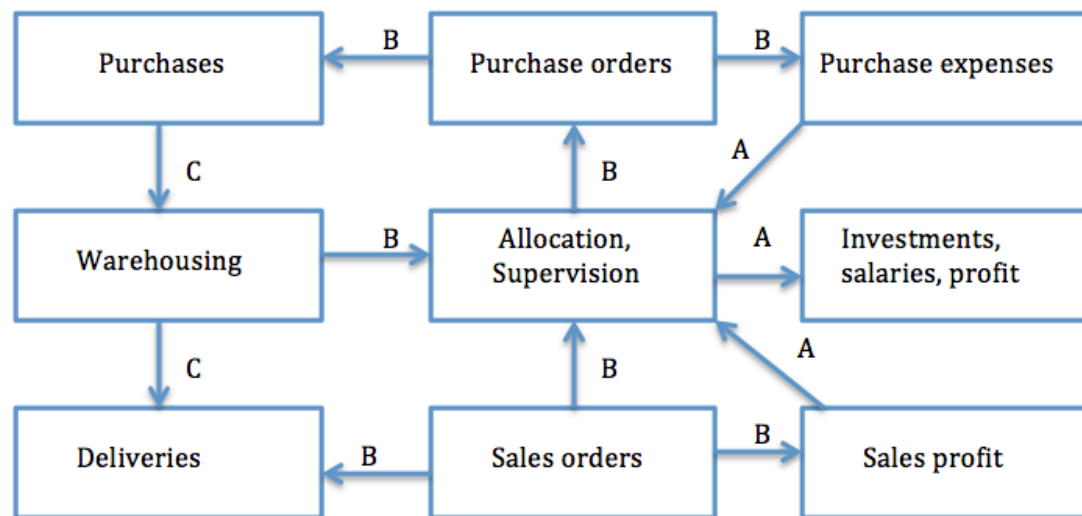 Purchases
B
Purchase orders
B
Purchase expenses
C
B
A
Warehousing
B
Allocation,
Supervision
A
Investments,
salaries, profit
C
B
A
Deliveries
B
Sales orders
B
Sales profit